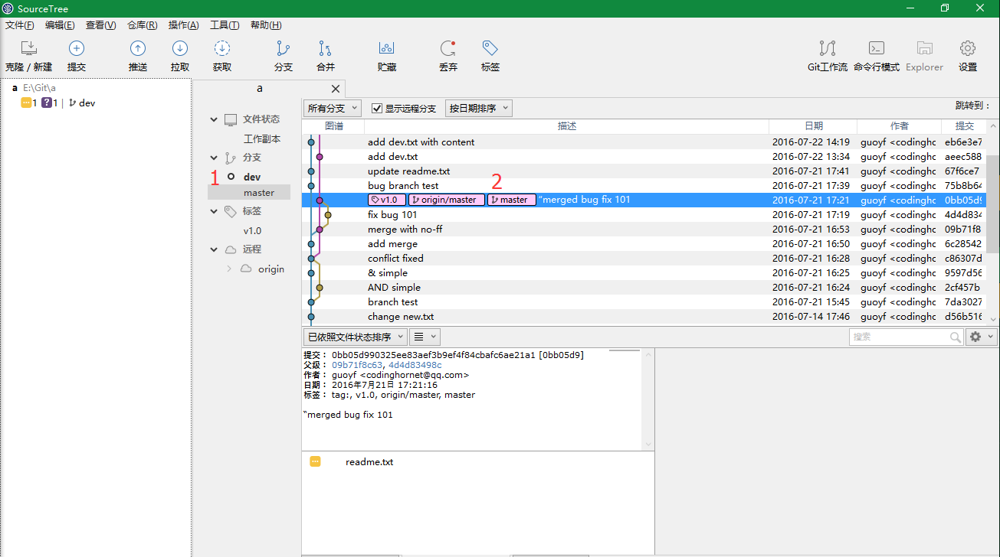 SourceTree
文件(F) 编辑(E) 查看(V) 仓库(R) 操作(A) 工具(T) 帮助(H)
克隆 / 新建 提交 推送 拉取 获取 分支 合并 贮藏 丢弃 标签 Git工作流 命令行模式 Explorer 设置
a E:\Git\a
1 ? 1 | dev
a
文件状态
工作副本
分支
1 dev
master
标签
v1.0
远程
origin
所有分支 显示远程分支 按日期排序 跳转到：
图谱 描述 日期 作者 提交
add dev.txt with content 2016-07-22 14:19 guoyf <codinghc eb6e3e7
add dev.txt 2016-07-22 13:34 guoyf <codinghc aeec588
update readme.txt 2016-07-21 17:41 guoyf <codinghc 67f6ce7
bug branch test 2016-07-21 17:39 guoyf <codinghc 75b8b64
2
v1.0 origin/master master “merged bug fix 101 2016-07-21 17:21 guoyf <codinghc 0bb05d9
fix bug 101 2016-07-21 17:19 guoyf <codinghc 4d4d834
merge with no-ff 2016-07-21 16:53 guoyf <codinghc 09b71f8
add merge 2016-07-21 16:50 guoyf <codinghc 6c28542
conflict fixed 2016-07-21 16:28 guoyf <codinghc c86307d
& simple 2016-07-21 16:25 guoyf <codinghc 9597d56
AND simple 2016-07-21 16:24 guoyf <codinghc 2cf457b
branch test 2016-07-21 15:45 guoyf <codinghc 7da3027
change new.txt 2016-07-14 17:46 guoyf <codinghc d56b516
已依照文件状态排序 搜索
提交： 0bb05d990325ee83aef3b9ef4f84cbafc6ae21a1 [0bb05d9]
父级： 09b71f8c63, 4d4d83498c
作者： guoyf <codinghornet@qq.com>
日期： 2016年7月21日 17:21:16
标签： tag:, v1.0, origin/master, master
“merged bug fix 101
readme.txt